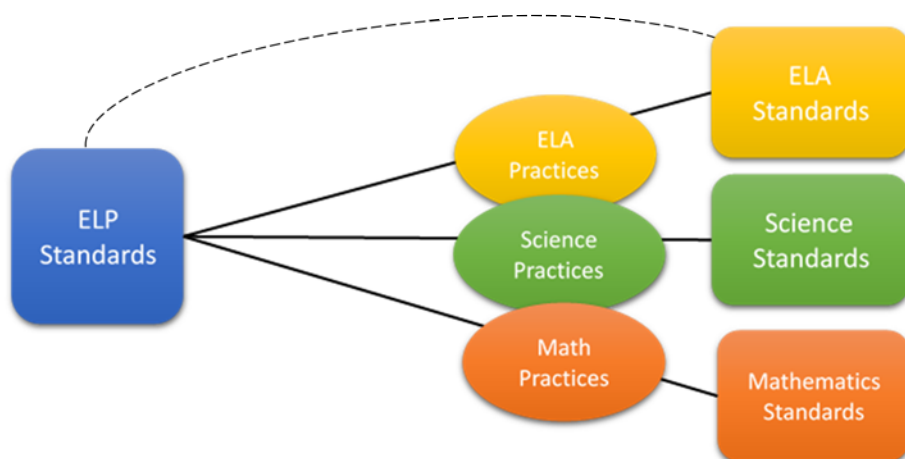 ELP
Standards
ELA
Practices
Science
Practices
Math
Practices
ELA
Standards
Science
Standards
Mathematics
Standards